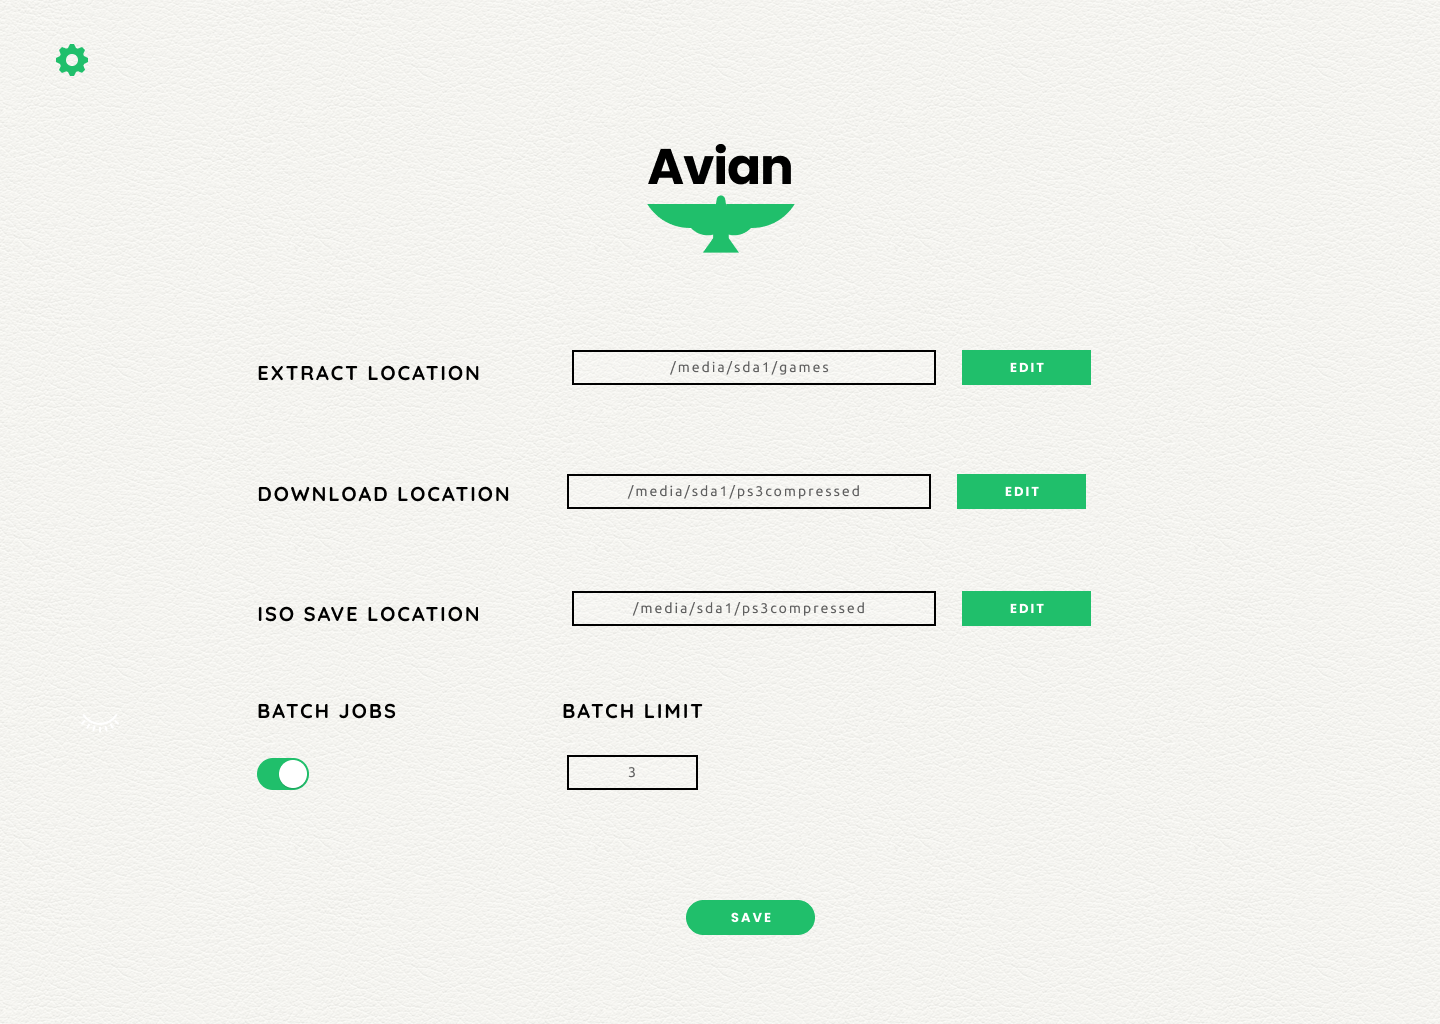 Avian
EXTRACT LOCATION
/media/sda1/games
EDIT
DOWNLOAD LOCATION
/media/sda1/ps3compressed
EDIT
ISO SAVE LOCATION
/media/sda1/ps3compressed
EDIT
BATCH JOBS
BATCH LIMIT
3
SAVE